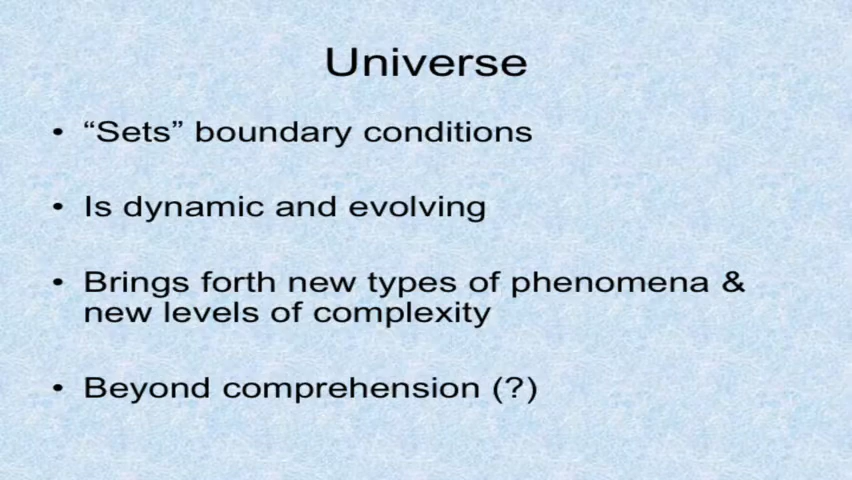 Universe
• “Sets” boundary conditions
• Is dynamic and evolving
• Brings forth new types of phenomena &
new levels of complexity
• Beyond comprehension (?)